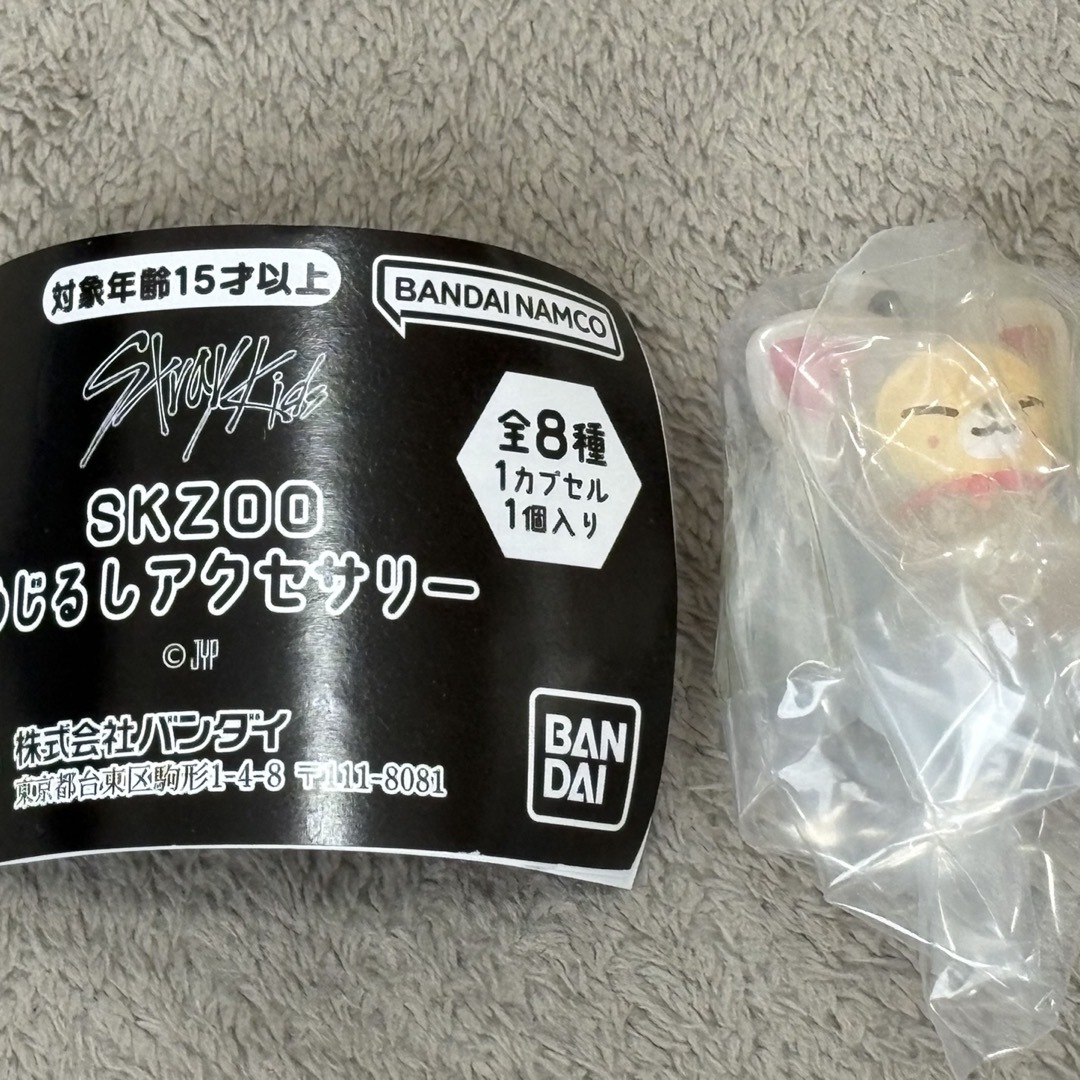 対象年齢15才以上
BANDAI NAMCO
Stray Kids
全8種
1カプセル
1個入り
SKZOO
めじるしアクセサリー
©JYP
株式会社バンダイ
東京都台東区駒形1-4-8 〒111-8081
BAN
DAI